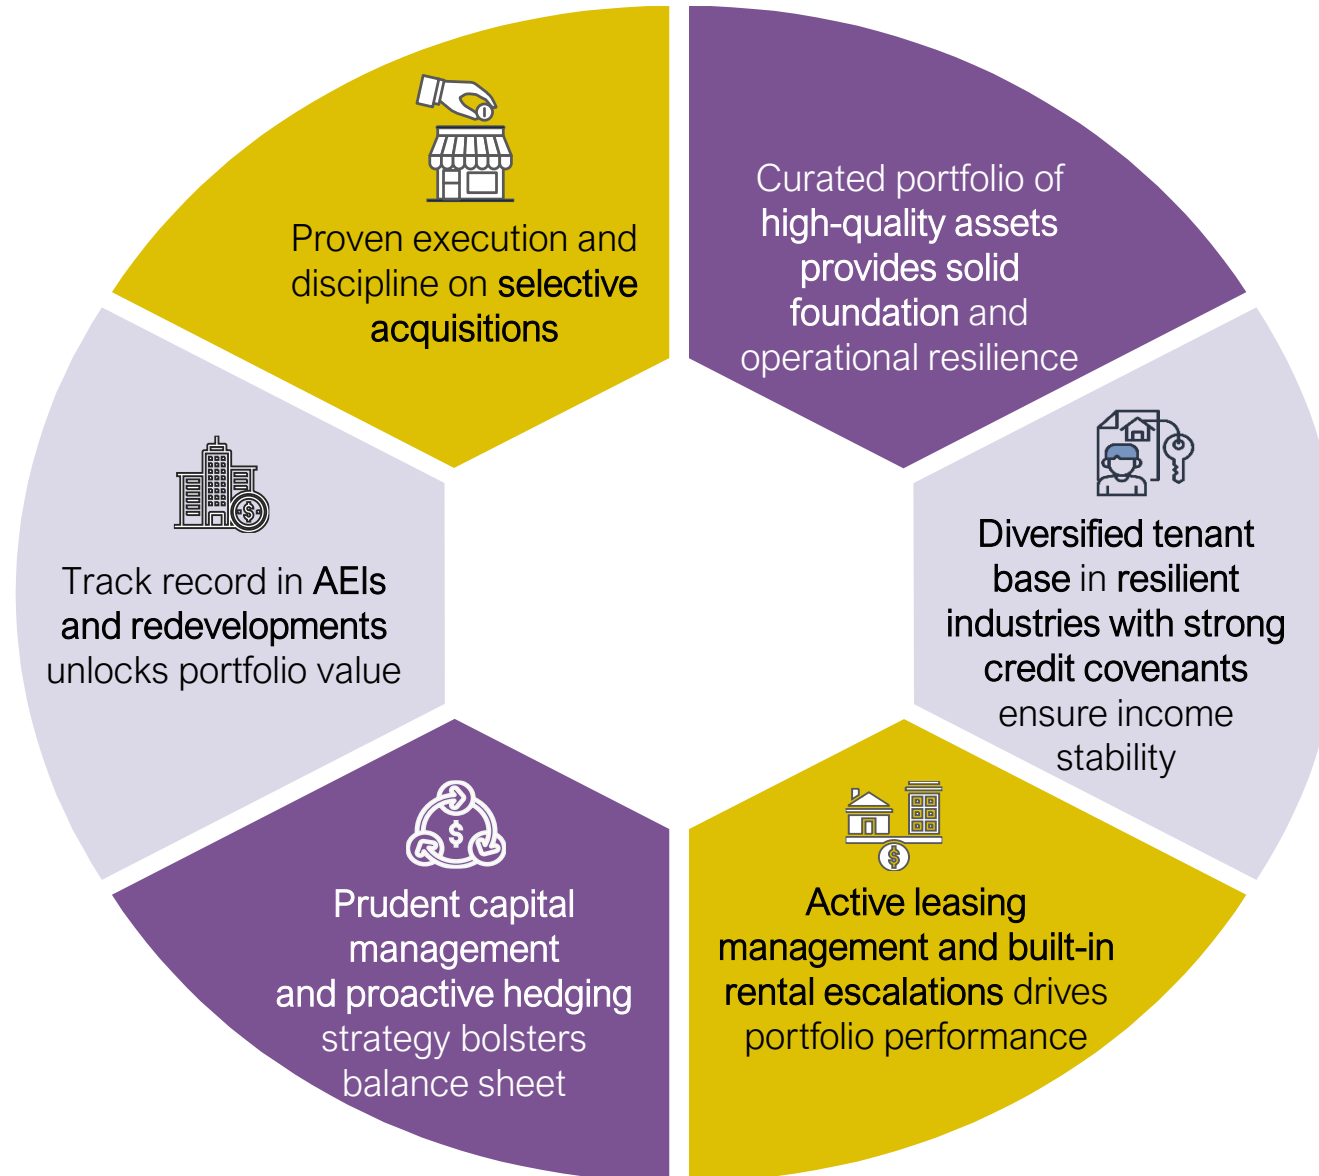 Proven execution and
discipline on selective
acquisitions
Curated portfolio of
high-quality assets
provides solid
foundation and
operational resilience
Diversified tenant
base in resilient
industries with strong
credit covenants
ensure income
stability
Active leasing
management and built-in
rental escalations drives
portfolio performance
Prudent capital
management
and proactive hedging
strategy bolsters
balance sheet
Track record in AEIs
and redevelopments
unlocks portfolio value